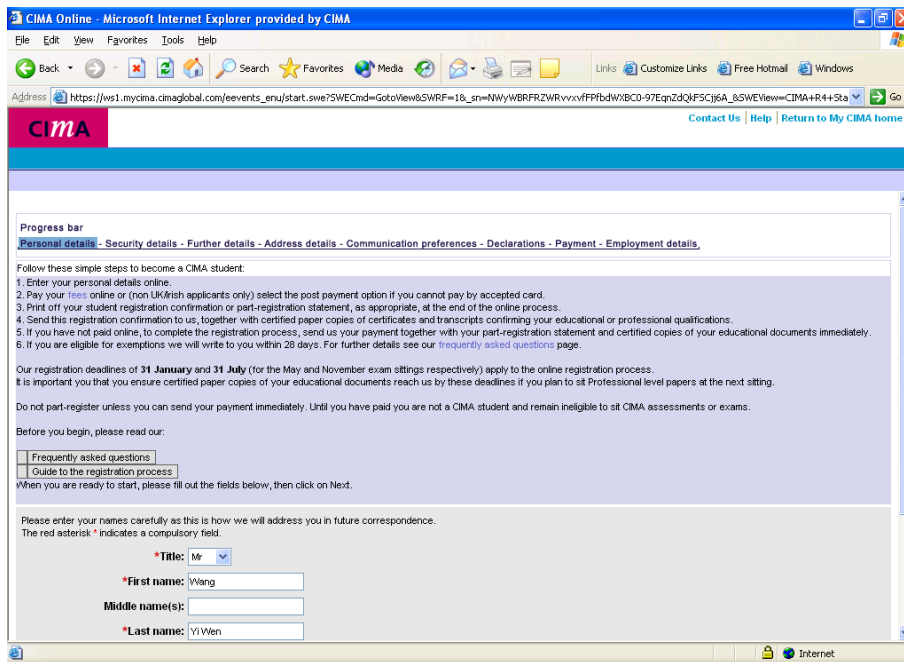 CIMA Online - Microsoft Internet Explorer provided by CIMA
File Edit View Favorites Tools Help
Back Search Favorites Media Links Customize Links Free Hotmail Windows
Address https://ws1.mycima.cimaglobal.com/eevents_enu/start.swe?SWECmd=GotoView&SWRF=1&_sn= Go
CIMA
Contact Us | Help | Return to My CIMA home
Progress bar
Personal details - Security details - Further details - Address details - Communication preferences - Declarations - Payment - Employment details,
Follow these simple steps to become a CIMA student:
1. Enter your personal details online.
2. Pay your fees online or (non UK/Irish applicants only) select the post payment option if you cannot pay by accepted card.
3. Print off your student registration confirmation or part-registration statement, as appropriate, at the end of the online process.
4. Send this registration confirmation to us, together with certified paper copies of certificates and transcripts confirming your educational or professional qualifications.
5. If you have not paid online, to complete the registration process, send us your payment together with your part-registration statement and certified copies of your educational documents immediately.
6. If you are eligible for exemptions we will write to you within 28 days. For further details see our frequently asked questions page.
Our registration deadlines of 31 January and 31 July (for the May and November exam sittings respectively) apply to the online registration process.
It is important you that you ensure certified paper copies of your educational documents reach us by these deadlines if you plan to sit Professional level papers at the next sitting.
Do not part-register unless you can send your payment immediately. Until you have paid you are not a CIMA student and remain ineligible to sit CIMA assessments or exams.
Before you begin, please read our:
Frequently asked questions
Guide to the registration process
When you are ready to start, please fill out the fields below, then click on Next.
Please enter your names carefully as this is how we will address you in future correspondence.
The red asterisk * indicates a compulsory field.
*Title: Mr
*First name: Wang
Middle name(s):
*Last name: Yi Wen
Internet